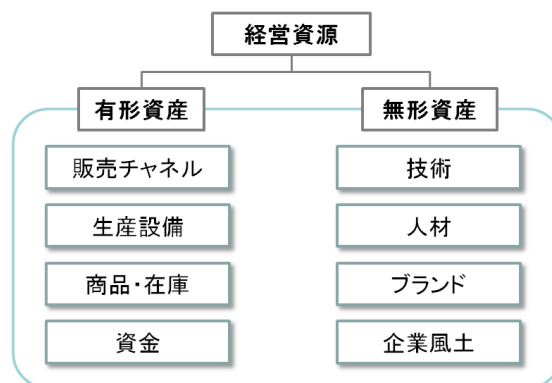 経営資源
有形資産
無形資産
販売チャネル
技術
生産設備
人材
商品・在庫
ブランド
資金
企業風土